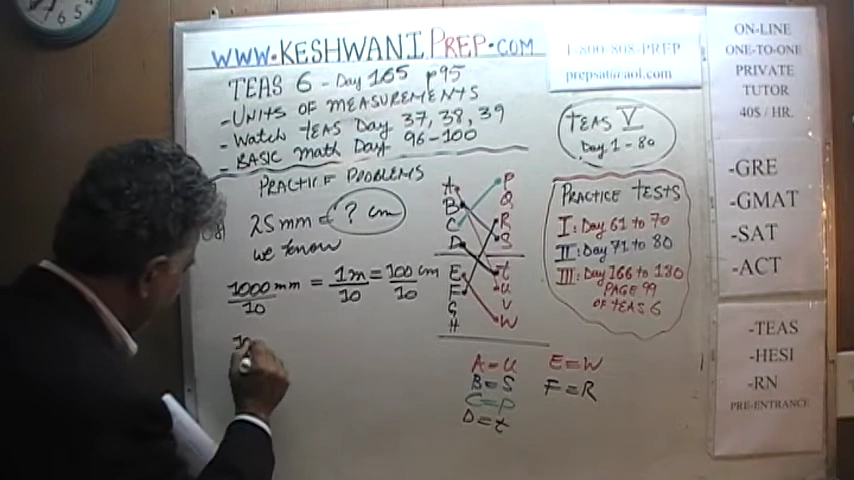 WWW.KESHWANIPREP.COM
1-800-808-PREP
prepsat@aol.com
TEAS 6 - Day 165 p95
- UNITS OF MEASUREMENTS
- Watch TEAS Day 37, 38, 39
- BASIC math Day 96-100
TEAS V
Day 1-80
PRACTICE PROBLEMS
25 mm = ? cm
we know
1000 mm = 1m = 100 cm
10 10 10
A
B
C
D
E
F
G
H
P
Q
R
S
t
u
V
W
A=U E=W
B=S F=R
C=P
D=t
PRACTICE TESTS
I: Day 61 to 70
II: Day 71 to 80
III: Day 166 to 180
PAGE 99
OF TEAS 6
ON-LINE
ONE-TO-ONE
PRIVATE
TUTOR
40$ / HR.
-GRE
-GMAT
-SAT
-ACT
-TEAS
-HESI
-RN
PRE-ENTRANCE
7 6 5